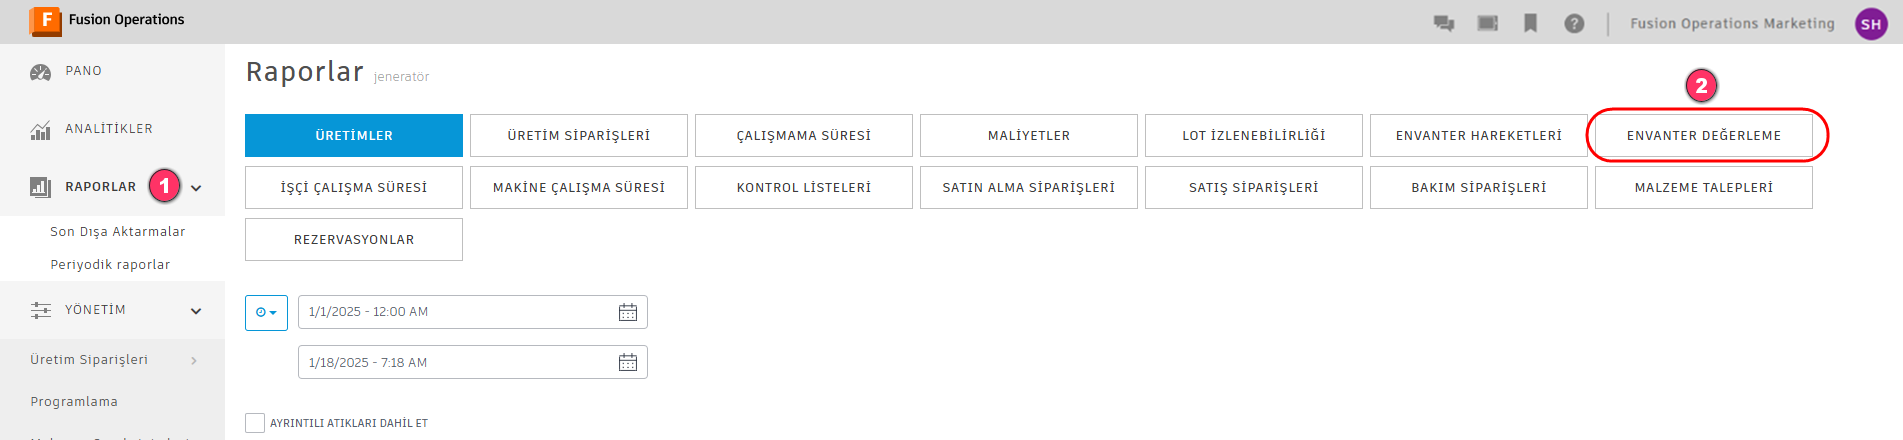 F Fusion Operations
Fusion Operations Marketing SH
PANO
ANALİTİKLER
RAPORLAR 1
Son Dışa Aktarmalar
Periyodik raporlar
YÖNETİM
Üretim Siparişleri
Programlama
Raporlar jeneratör
2
ÜRETİMLER ÜRETİM SİPARİŞLERİ ÇALIŞMAMA SÜRESİ MALİYETLER LOT İZLENEBİLİRLİĞİ ENVANTER HAREKETLERİ ENVANTER DEĞERLEME
İŞÇİ ÇALIŞMA SÜRESİ MAKİNE ÇALIŞMA SÜRESİ KONTROL LİSTELERİ SATIN ALMA SİPARİŞLERİ SATIŞ SİPARİŞLERİ BAKIM SİPARİŞLERİ MALZEME TALEPLERİ
REZERVASYONLAR
1/1/2025 - 12:00 AM
1/18/2025 - 7:18 AM
AYRINTILI ATIKLARI DAHİL ET